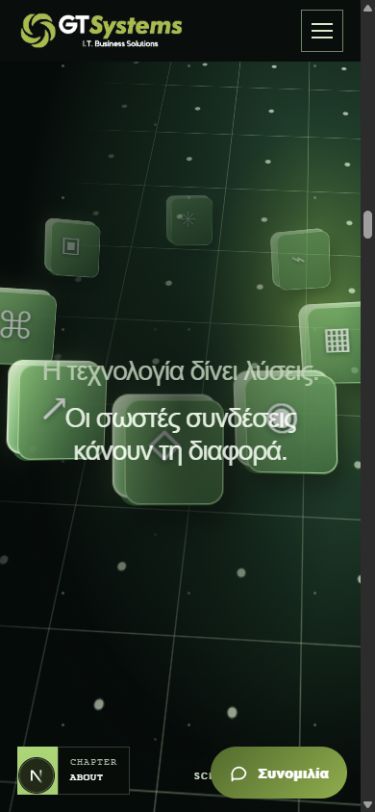 GTSystems
I.T. Business Solutions
Η τεχνολογία δίνει λύσεις.
Οι σωστές συνδέσεις
κάνουν τη διαφορά.
N
CHAPTER
ABOUT
Συνομιλία